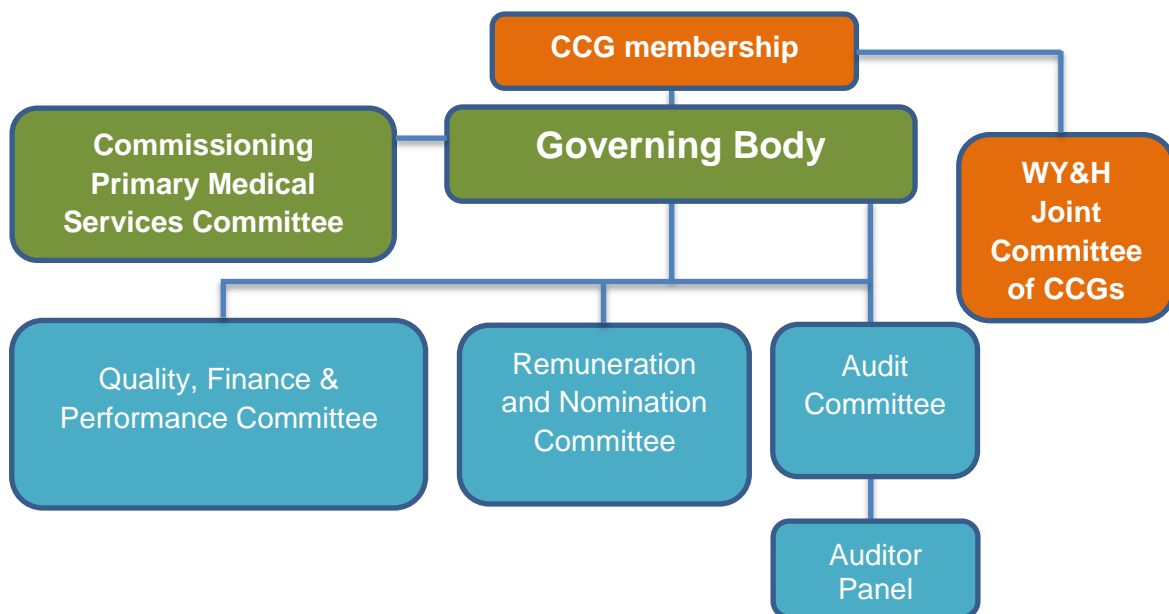 CCG membership
Governing Body
Commissioning
Primary Medical
Services Committee
WY&H
Joint
Committee
of CCGs
Quality, Finance &
Performance Committee
Remuneration
and Nomination
Committee
Audit
Committee
Auditor
Panel